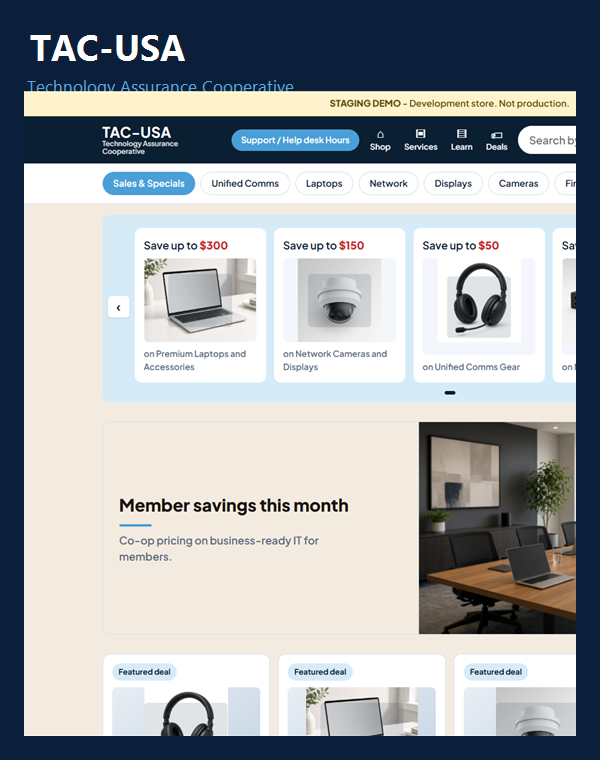 TAC-USA
Technology Assurance Cooperative
STAGING DEMO - Development store. Not production.
TAC-USA
Technology Assurance
Cooperative
Support / Help desk Hours
Shop
Services
Learn
Deals
Search by
Sales & Specials
Unified Comms
Laptops
Network
Displays
Cameras
Save up to $300
Save up to $150
Save up to $50
‹
on Premium Laptops and
Accessories
on Network Cameras and
Displays
on Unified Comms Gear
Member savings this month
Co-op pricing on business-ready IT for
members.
Featured deal
Featured deal
Featured deal